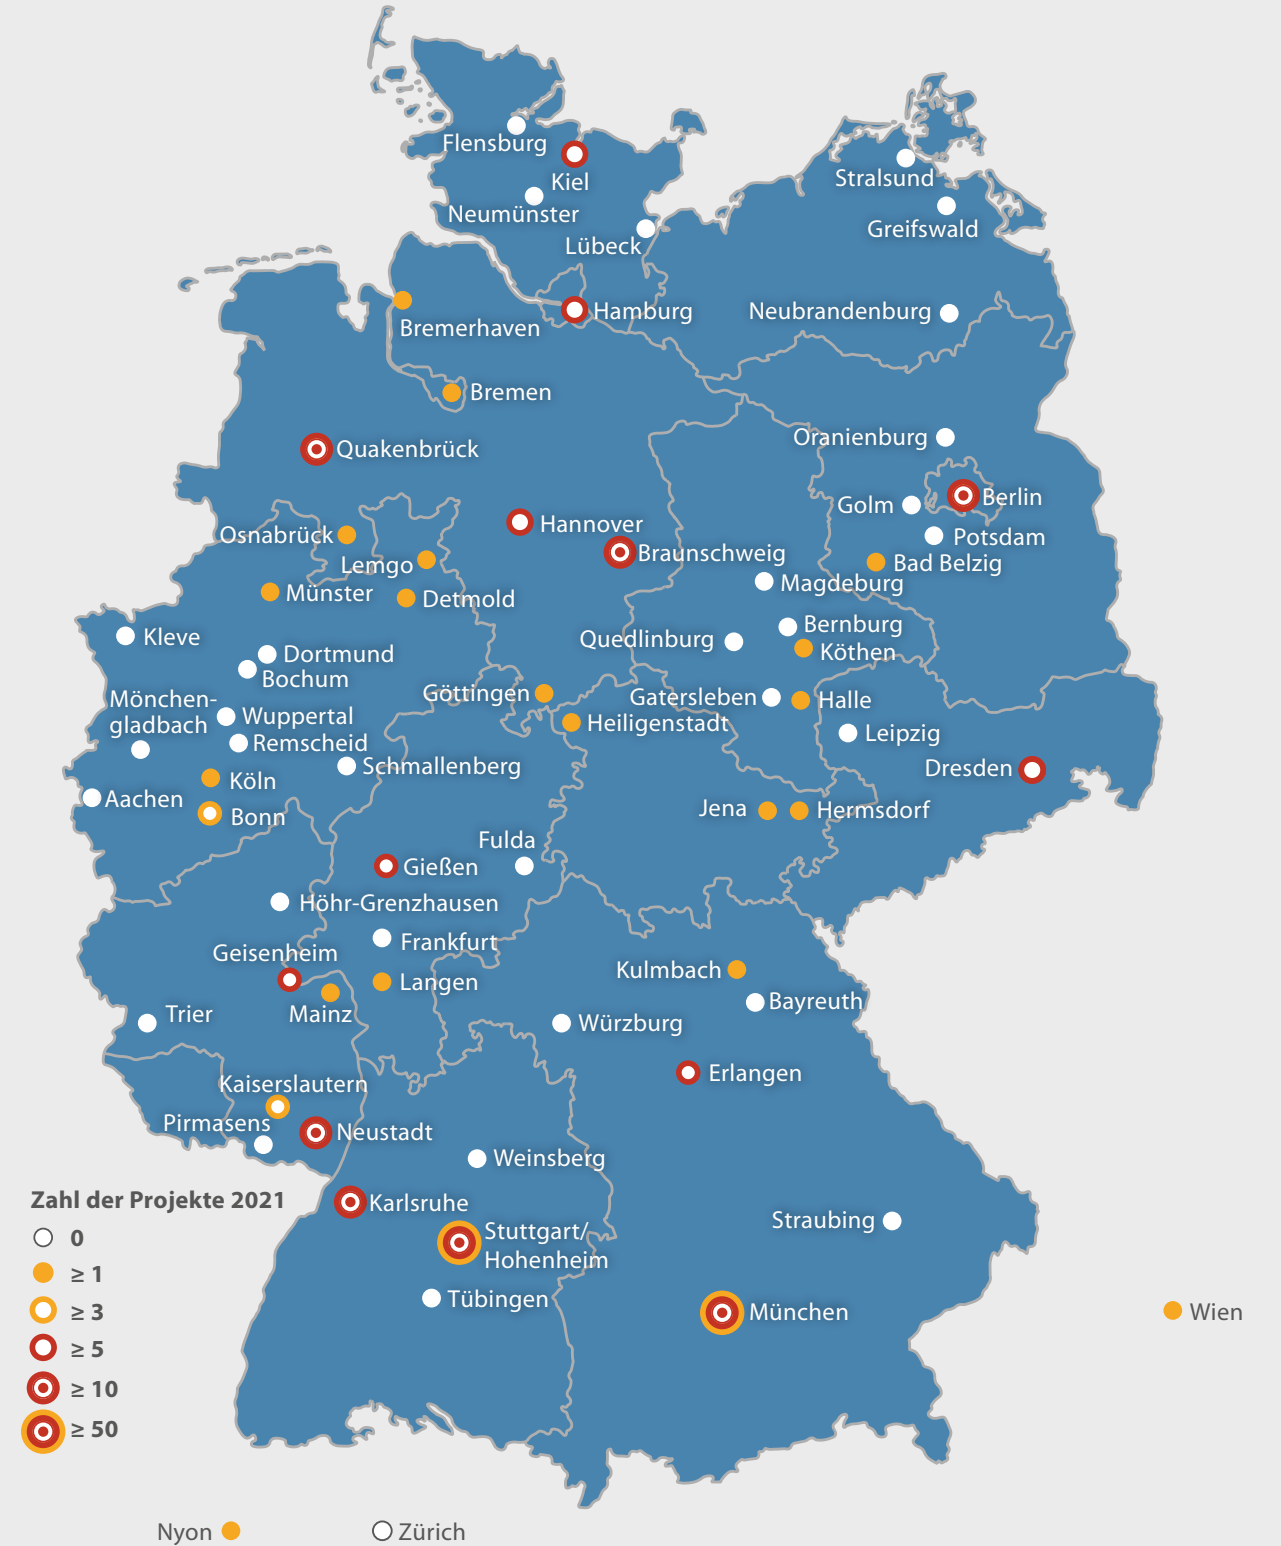 Flensburg
Kiel
Neumünster
Lübeck
Stralsund
Greifswald
Hamburg
Neubrandenburg
Bremerhaven
Bremen
Oranienburg
Quakenbrück
Berlin
Golm
Hannover
Osnabrück
Potsdam
Braunschweig
Lemgo
Bad Belzig
Magdeburg
Münster
Detmold
Bernburg
Kleve
Quedlinburg
Köthen
Dortmund
Bochum
Göttingen
Gatersleben
Halle
Mönchen-
gladbach
Wuppertal
Heiligenstadt
Leipzig
Remscheid
Schmallenberg
Dresden
Köln
Aachen
Jena
Hermsdorf
Bonn
Fulda
Gießen
Höhr-Grenzhausen
Frankfurt
Geisenheim
Kulmbach
Langen
Bayreuth
Trier
Mainz
Würzburg
Erlangen
Kaiserslautern
Pirmasens
Neustadt
Weinsberg
Zahl der Projekte 2021
0
≥ 1
≥ 3
≥ 5
≥ 10
≥ 50
Karlsruhe
Straubing
Stuttgart/
Hohenheim
Tübingen
München
Wien
Nyon
Zürich